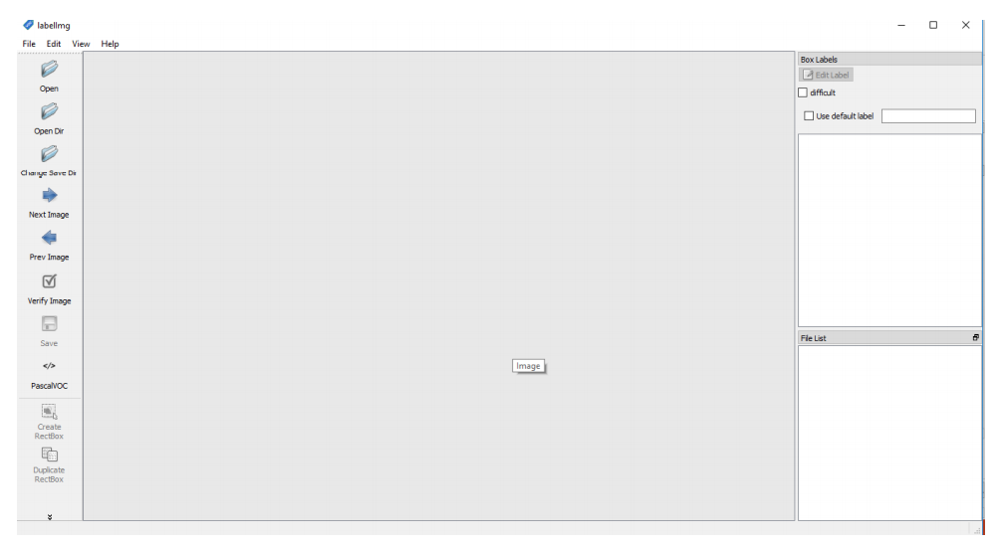 labelImg
File Edit View Help
Open
Open Dir
Change Save Dir
Next Image
Prev Image
Verify Image
Save
</>
PascalVOC
Create
RectBox
Duplicate
RectBox
Image
Box Labels
Edit Label
difficult
Use default label
File List